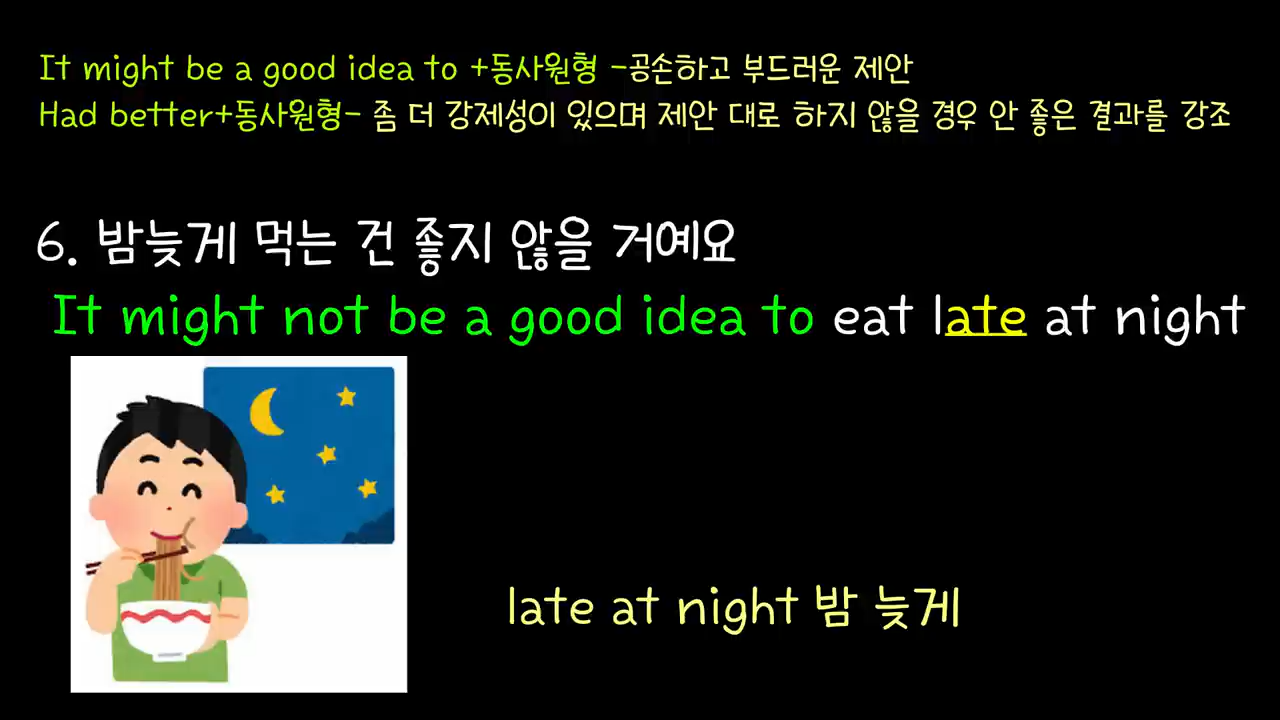 It might be a good idea to +동사원형 -공손하고 부드러운 제안
Had better+동사원형- 좀 더 강제성이 있으며 제안 대로 하지 않을 경우 안 좋은 결과를 강조
6. 밤늦게 먹는 건 좋지 않을 거예요
It might not be a good idea to eat late at night
late at night 밤 늦게